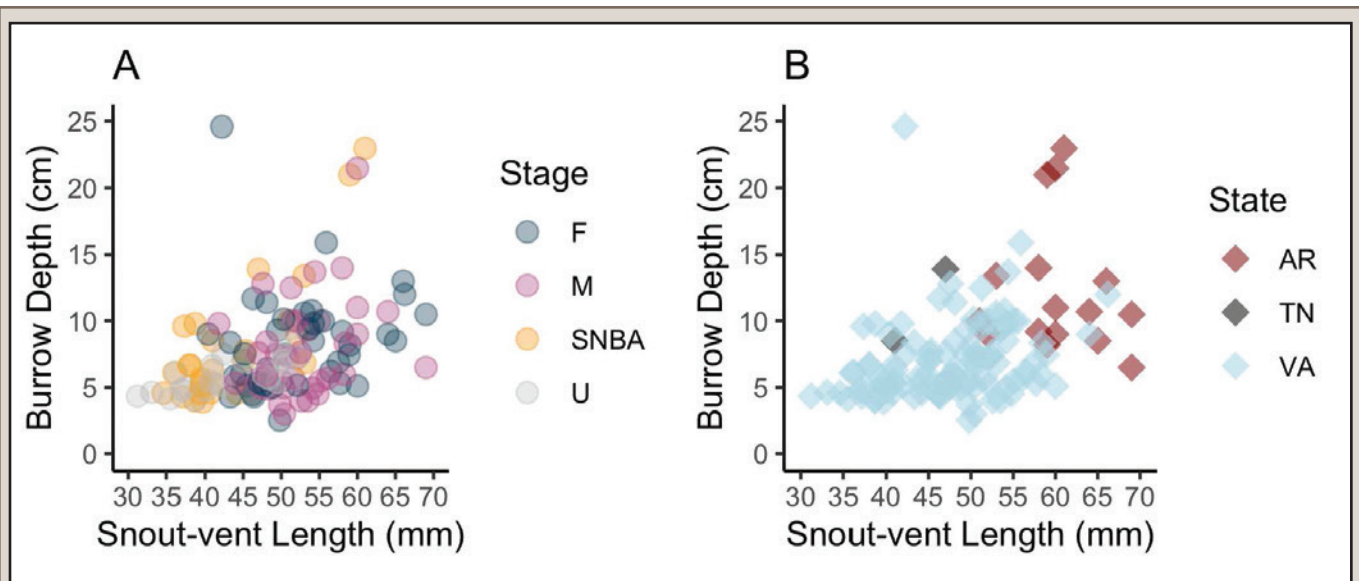 A
25
20
15
10
5
0
Burrow Depth (cm)
30 35 40 45 50 55 60 65 70
Snout-vent Length (mm)
Stage
F
M
SNBA
U
B
25
20
15
10
5
0
Burrow Depth (cm)
30 35 40 45 50 55 60 65 70
Snout-vent Length (mm)
State
AR
TN
VA